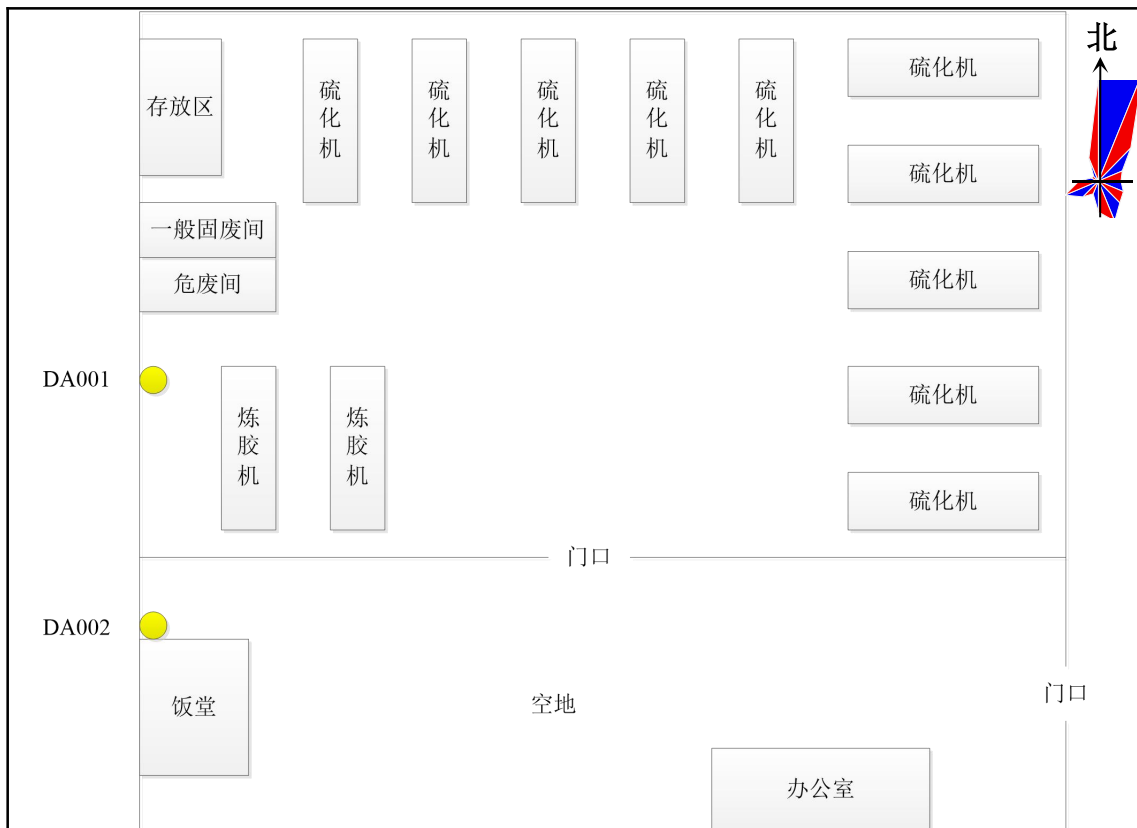 北
存放区
硫化机
硫化机
硫化机
硫化机
硫化机
硫化机
硫化机
一般固废间
危废间
硫化机
DA001
炼胶机
炼胶机
硫化机
硫化机
门口
DA002
饭堂
空地
门口
办公室